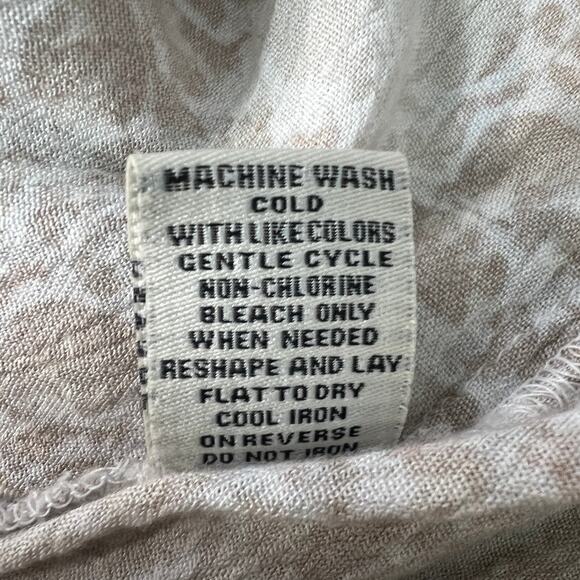 MACHINE WASH
COLD
WITH LIKE COLORS
GENTLE CYCLE
NON-CHLORINE
BLEACH ONLY
WHEN NEEDED
RESHAPE AND LAY
FLAT TO DRY
COOL IRON
ON REVERSE
DO NOT IRON